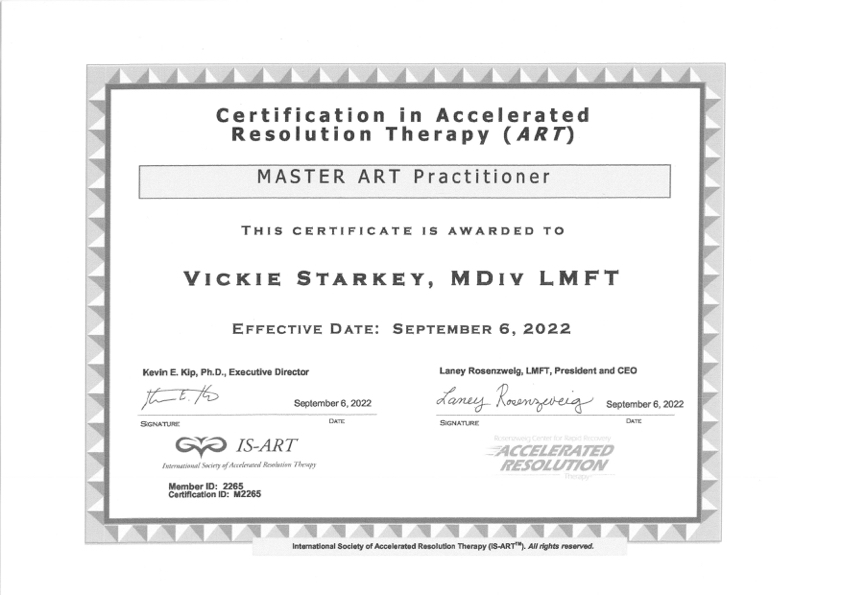 Certification in Accelerated
Resolution Therapy (ART)
MASTER ART Practitioner
THIS CERTIFICATE IS AWARDED TO
VICKIE STARKEY, MDIV LMFT
EFFECTIVE DATE: SEPTEMBER 6, 2022
Kevin E. Kip, Ph.D., Executive Director
September 6, 2022
SIGNATURE
DATE
IS-ART
International Society of Accelerated Resolution Therapy
Member ID: 2265
Certification ID: M2265
Laney Rosenzweig, LMFT, President and CEO
Laney Rosenzweig
September 6, 2022
SIGNATURE
DATE
Rosenzweig Center for Rapid Recovery
ACCELERATED
RESOLUTION
Therapy
International Society of Accelerated Resolution Therapy (IS-ART™). All rights reserved.